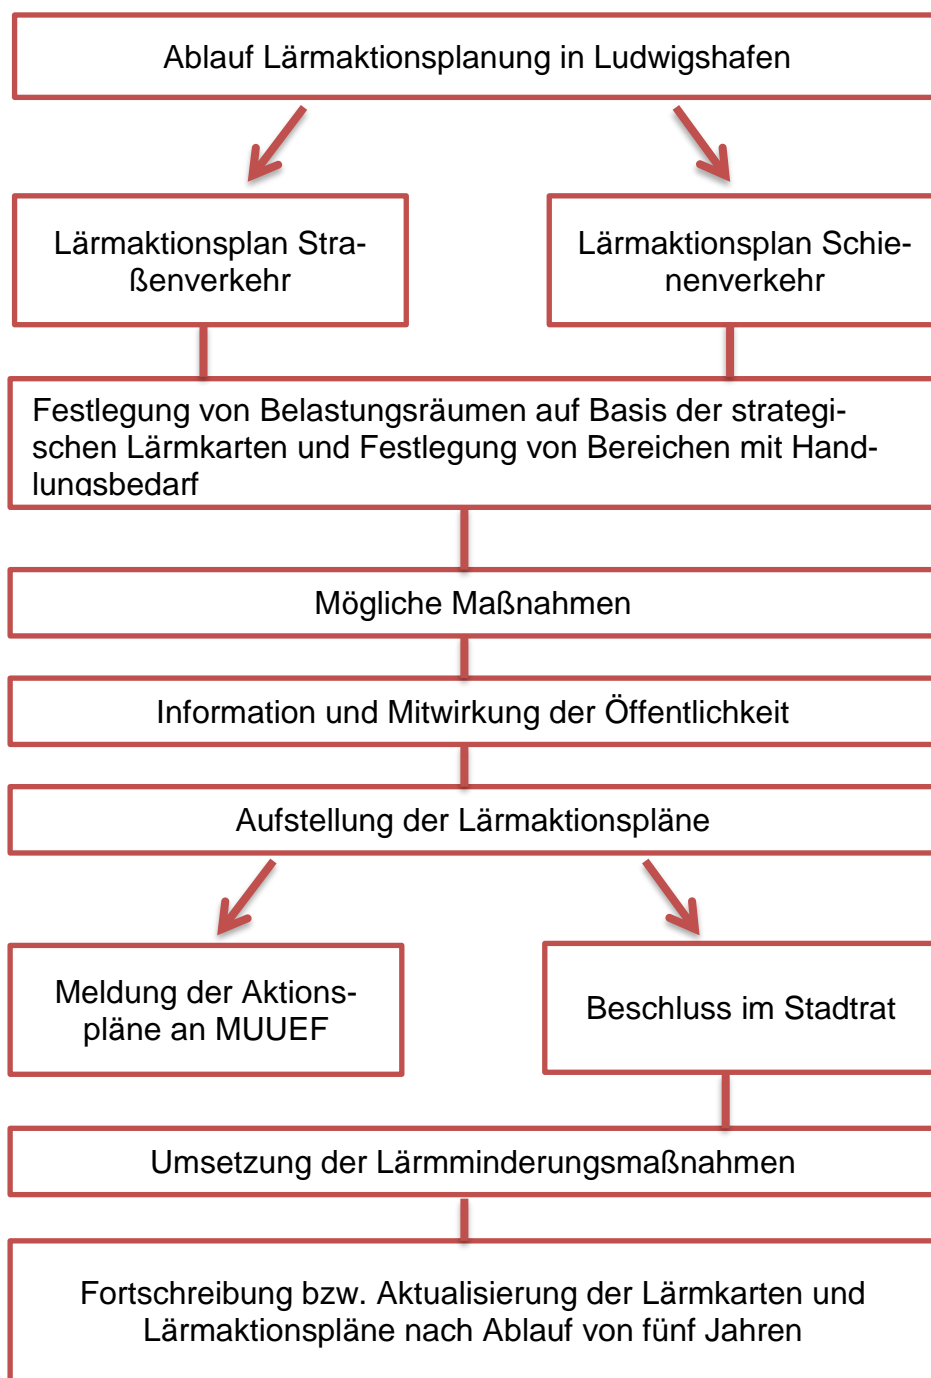 Ablauf Lärmaktionsplanung in Ludwigshafen
Lärmaktionsplan Stra-
ßenverkehr
Lärmaktionsplan Schie-
nenverkehr
Festlegung von Belastungsräumen auf Basis der strategi-
schen Lärmkarten und Festlegung von Bereichen mit Hand-
lungsbedarf
Mögliche Maßnahmen
Information und Mitwirkung der Öffentlichkeit
Aufstellung der Lärmaktionspläne
Meldung der Aktions-
pläne an MUUEF
Beschluss im Stadtrat
Umsetzung der Lärmminderungsmaßnahmen
Fortschreibung bzw. Aktualisierung der Lärmkarten und
Lärmaktionspläne nach Ablauf von fünf Jahren